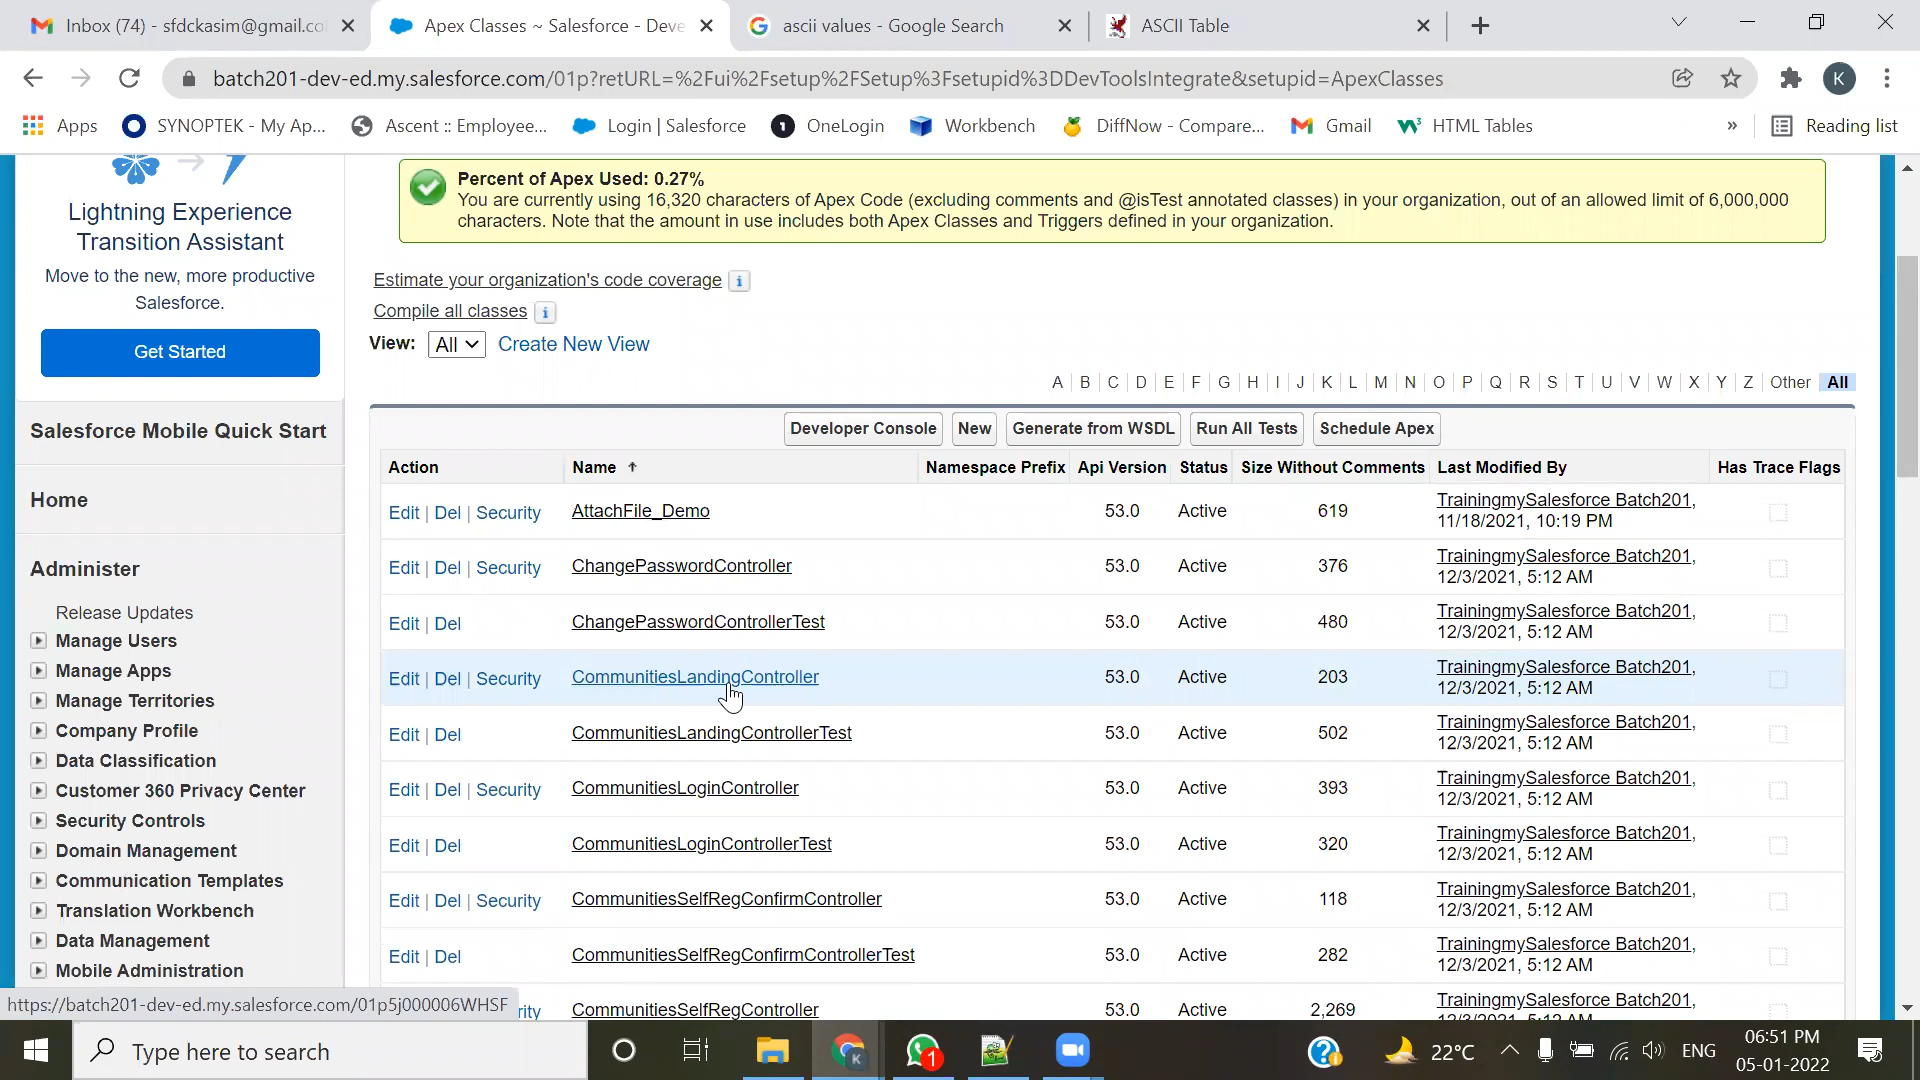 Inbox (74) - sfdckasim@gmail.co
Apex Classes ~ Salesforce - Deve
ascii values - Google Search
ASCII Table
batch201-dev-ed.my.salesforce.com/01p?retURL=%2Fui%2Fsetup%2FSetup%3Fsetupid%3DDevToolsIntegrate&setupid=ApexClasses
K
Apps
SYNOPTEK - My Ap...
Ascent :: Employee...
Login | Salesforce
OneLogin
Workbench
DiffNow - Compare...
Gmail
HTML Tables
»
Reading list
Lightning Experience
Transition Assistant
Move to the new, more productive
Salesforce.
Get Started
Salesforce Mobile Quick Start
Home
Administer
Release Updates
Manage Users
Manage Apps
Manage Territories
Company Profile
Data Classification
Customer 360 Privacy Center
Security Controls
Domain Management
Communication Templates
Translation Workbench
Data Management
Mobile Administration
Percent of Apex Used: 0.27%
You are currently using 16,320 characters of Apex Code (excluding comments and @isTest annotated classes) in your organization, out of an allowed limit of 6,000,000
characters. Note that the amount in use includes both Apex Classes and Triggers defined in your organization.
Estimate your organization's code coverage i
Compile all classes i
View: All Create New View
A | B | C | D | E | F | G | H | I | J | K | L | M | N | O | P | Q | R | S | T | U | V | W | X | Y | Z | Other All
Developer Console New Generate from WSDL Run All Tests Schedule Apex
Action Name Namespace Prefix Api Version Status Size Without Comments Last Modified By Has Trace Flags
Edit | Del | Security AttachFile_Demo 53.0 Active 619 TrainingmySalesforce Batch201,
11/18/2021, 10:19 PM
Edit | Del | Security ChangePasswordController 53.0 Active 376 TrainingmySalesforce Batch201,
12/3/2021, 5:12 AM
Edit | Del ChangePasswordControllerTest 53.0 Active 480 TrainingmySalesforce Batch201,
12/3/2021, 5:12 AM
Edit | Del | Security CommunitiesLandingController 53.0 Active 203 TrainingmySalesforce Batch201,
12/3/2021, 5:12 AM
Edit | Del CommunitiesLandingControllerTest 53.0 Active 502 TrainingmySalesforce Batch201,
12/3/2021, 5:12 AM
Edit | Del | Security CommunitiesLoginController 53.0 Active 393 TrainingmySalesforce Batch201,
12/3/2021, 5:12 AM
Edit | Del CommunitiesLoginControllerTest 53.0 Active 320 TrainingmySalesforce Batch201,
12/3/2021, 5:12 AM
Edit | Del | Security CommunitiesSelfRegConfirmController 53.0 Active 118 TrainingmySalesforce Batch201,
12/3/2021, 5:12 AM
Edit | Del CommunitiesSelfRegConfirmControllerTest 53.0 Active 282 TrainingmySalesforce Batch201,
12/3/2021, 5:12 AM
rity CommunitiesSelfRegController 53.0 Active 2,269 TrainingmySalesforce Batch201,
https://batch201-dev-ed.my.salesforce.com/01p5j000006WHSF
Type here to search
1
22°C
ENG
06:51 PM
05-01-2022